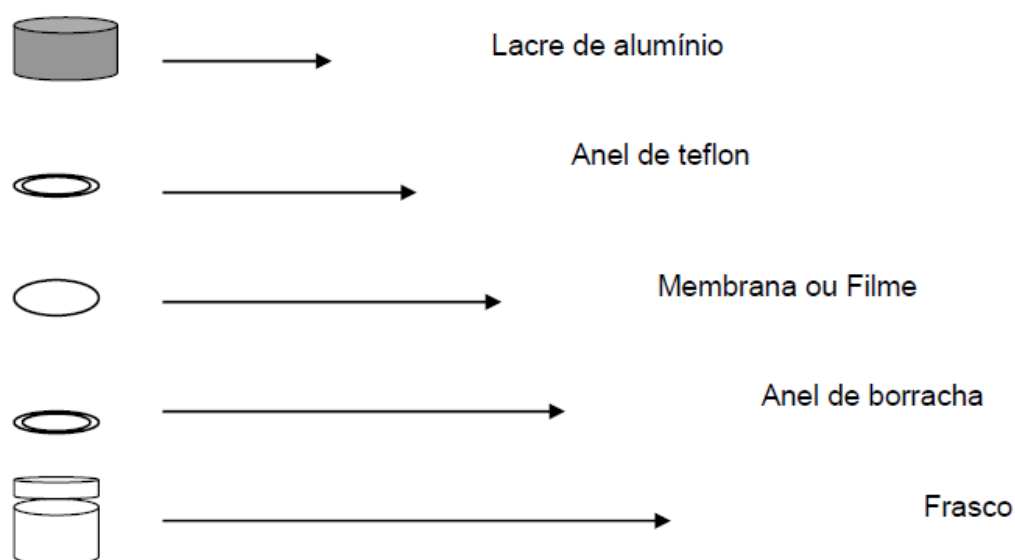 Lacre de alumínio
Anel de teflon
Membrana ou Filme
Anel de borracha
Frasco